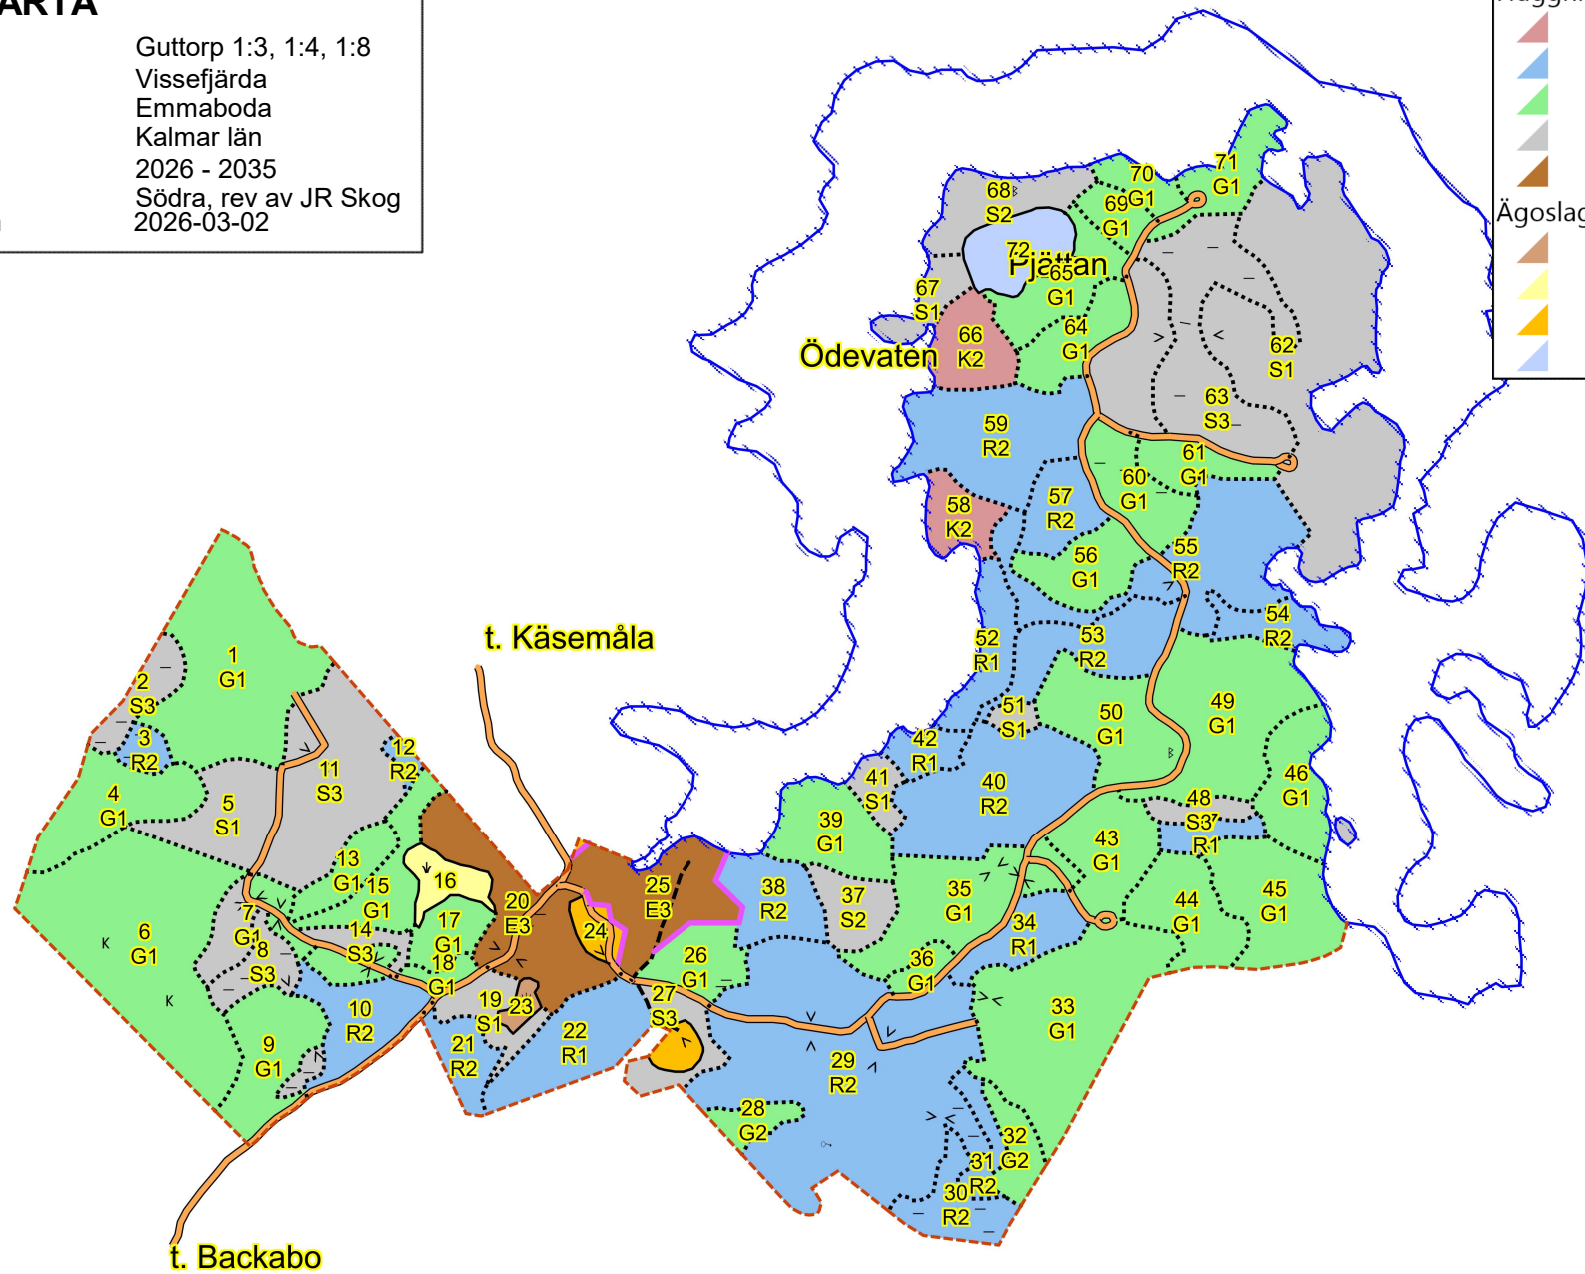 Guttorp 1:3, 1:4, 1:8
Vissefjärda
Emmaboda
Kalmar län
2026 - 2035
Södra, rev av JR Skog
2026-03-02
Ägoslag
71
G1
70
G1
69
G1
68
S2
72
Pjättan
65
G1
67
S1
64
G1
66
K2
Ödevaten
62
S1
63
S3
59
R2
61
G1
60
G1
57
R2
58
K2
55
R2
56
G1
54
R2
53
R2
52
R1
t. Käsemåla
1
G1
2
S3
3
R2
51
S1
50
G1
49
G1
42
R1
12
R2
11
S3
41
S1
40
R2
46
G1
4
G1
5
S1
48
S3
R1
39
G1
43
G1
13
G1
15
G1
16
25
E3
38
R2
37
S2
35
G1
45
G1
44
G1
20
E3
24
7
G1
6
G1
14
S3
17
G1
34
R1
8
S3
18
G1
26
G1
36
G1
10
R2
19
S1
23
27
S3
33
G1
22
R1
21
R2
9
G1
29
R2
28
G2
32
G2
31
R2
30
R2
t. Backabo